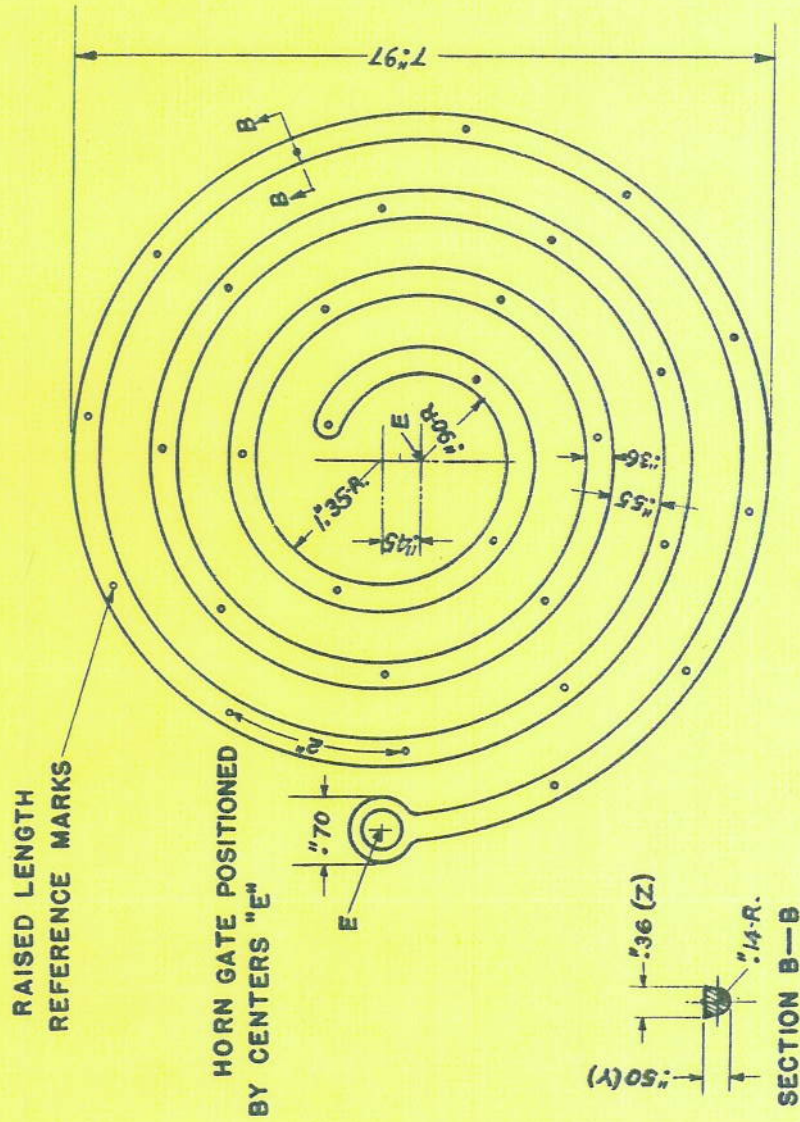 RAISED LENGTH
REFERENCE MARKS
HORN GATE POSITIONED
BY CENTERS "E"
7."97
B
B
E
."90-R.
1."35-R.
."45
."36
."55
2"
."70
E
."36 (Z)
."50 (Y)
."14-R.
SECTION B—B